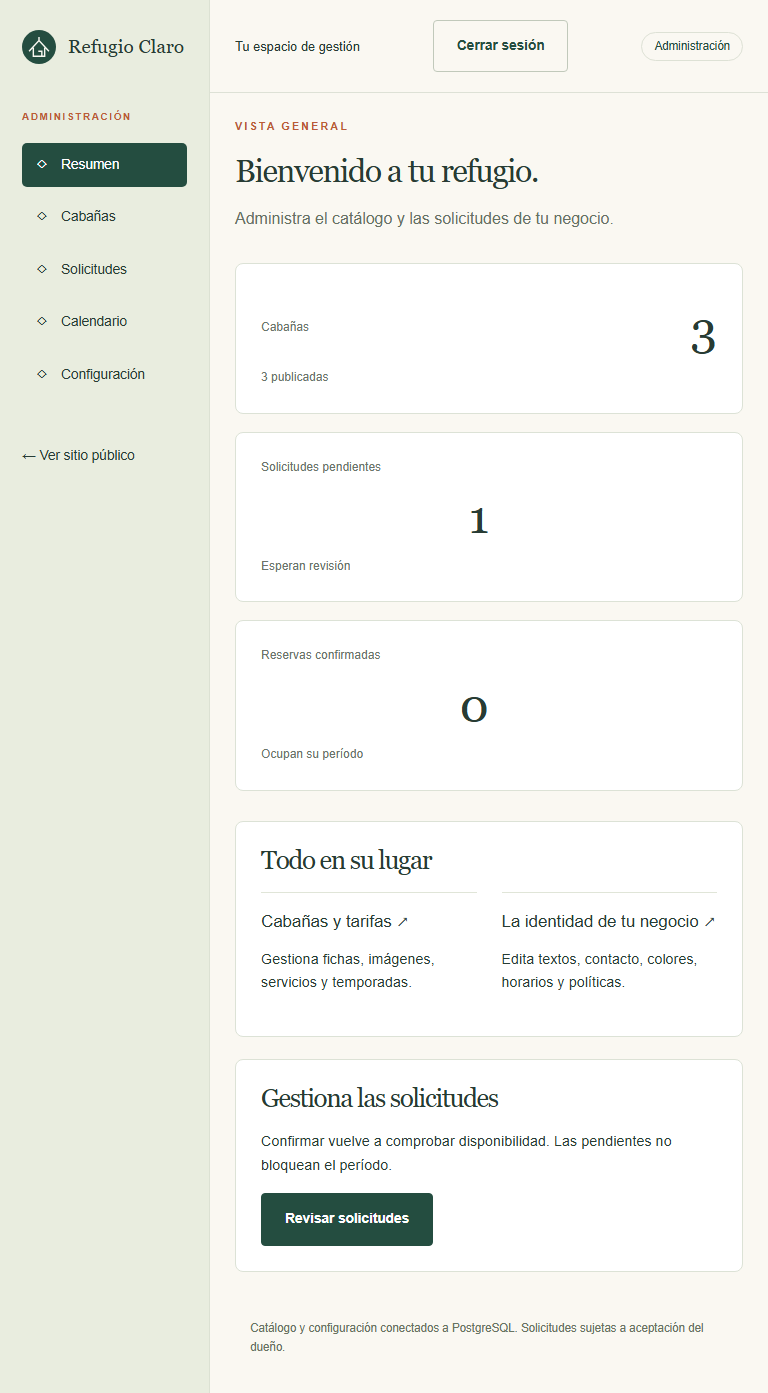 Refugio Claro
ADMINISTRACIÓN
Resumen
Cabañas
Solicitudes
Calendario
Configuración
← Ver sitio público
Tu espacio de gestión
Cerrar sesión
Administración
VISTA GENERAL
Bienvenido a tu refugio.
Administra el catálogo y las solicitudes de tu negocio.
Cabañas
3
3 publicadas
Solicitudes pendientes
1
Esperan revisión
Reservas confirmadas
0
Ocupan su período
Todo en su lugar
Cabañas y tarifas ↗
Gestiona fichas, imágenes,
servicios y temporadas.
La identidad de tu negocio ↗
Edita textos, contacto, colores,
horarios y políticas.
Gestiona las solicitudes
Confirmar vuelve a comprobar disponibilidad. Las pendientes no
bloquean el período.
Revisar solicitudes
Catálogo y configuración conectados a PostgreSQL. Solicitudes sujetas a aceptación del
dueño.